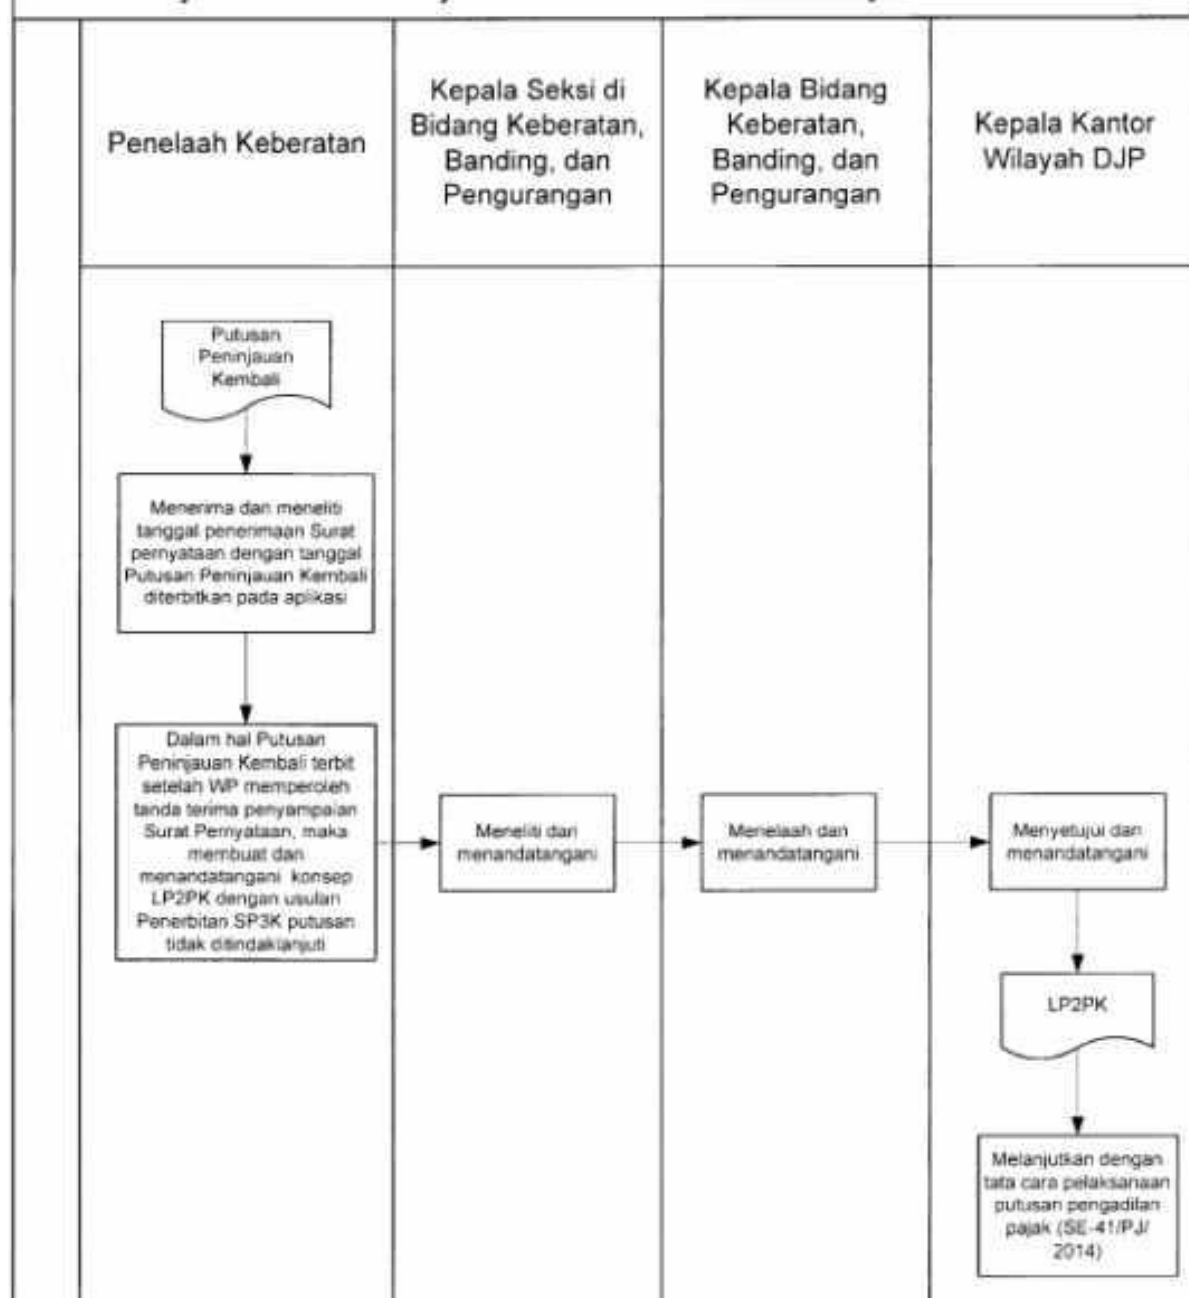 Penelaah Keberatan
Kepala Seksi di
Bidang Keberatan,
Banding, dan
Pengurangan
Kepala Bidang
Keberatan,
Banding, dan
Pengurangan
Kepala Kantor
Wilayah DJP
Putusan
Peninjauan
Kembali
Menerima dan meneliti
tanggal penerimaan Surat
pernyataan dengan tanggal
Putusan Peninjauan Kembali
diterbitkan pada aplikasi
Dalam hal Putusan
Peninjauan Kembali terbit
setelah WP memperoleh
tanda terima penyampaian
Surat Pernyataan, maka
membuat dan
menandatangani konsep
LP2PK dengan usulan
Penerbitan SP3K putusan
tidak ditindaklanjuti
Meneliti dan
menandatangani
Menelaah dan
menandatangani
Menyetujui dan
menandatangani
LP2PK
Melanjutkan dengan
tata cara pelaksanaan
putusan pengadilan
pajak (SE-41/PJ/
2014)